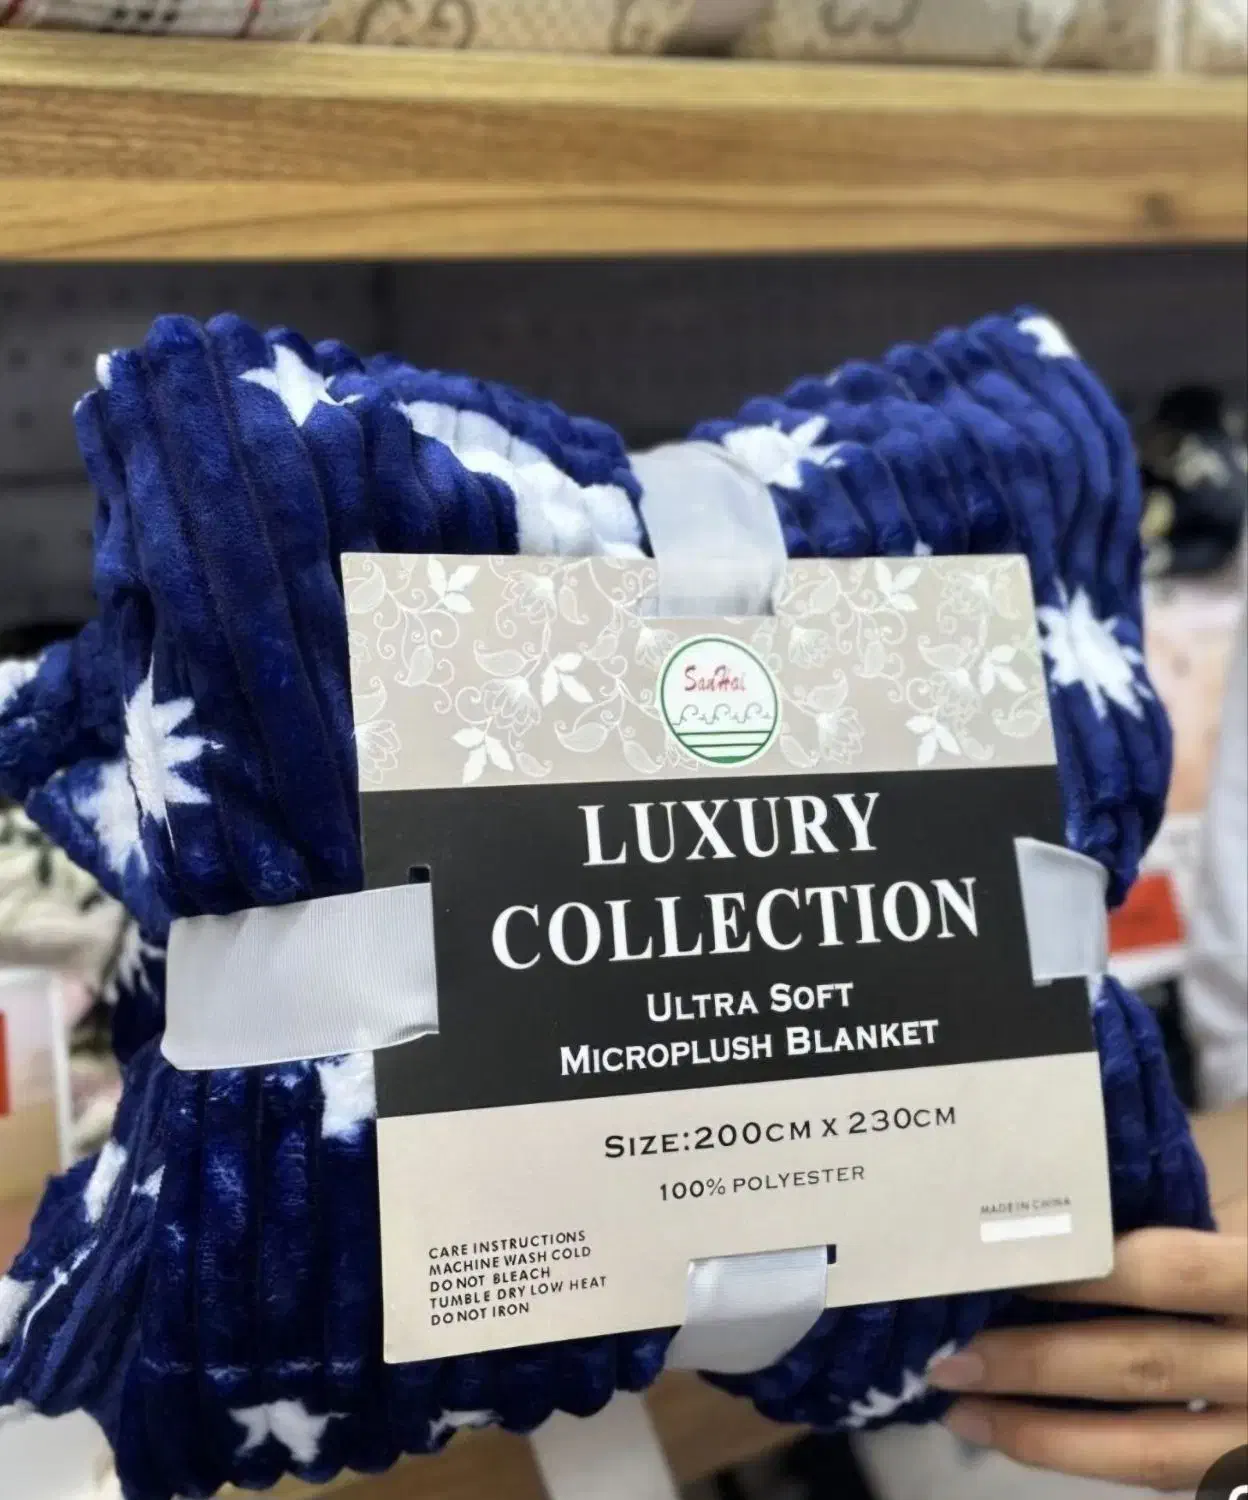 SanHai
LUXURY
COLLECTION
ULTRA SOFT
MICROPLUSH BLANKET
SIZE:200CM X 230CM
100% POLYESTER
MADE IN CHINA
CARE INSTRUCTIONS
MACHINE WASH COLD
DO NOT BLEACH
TUMBLE DRY LOW HEAT
DO NOT IRON